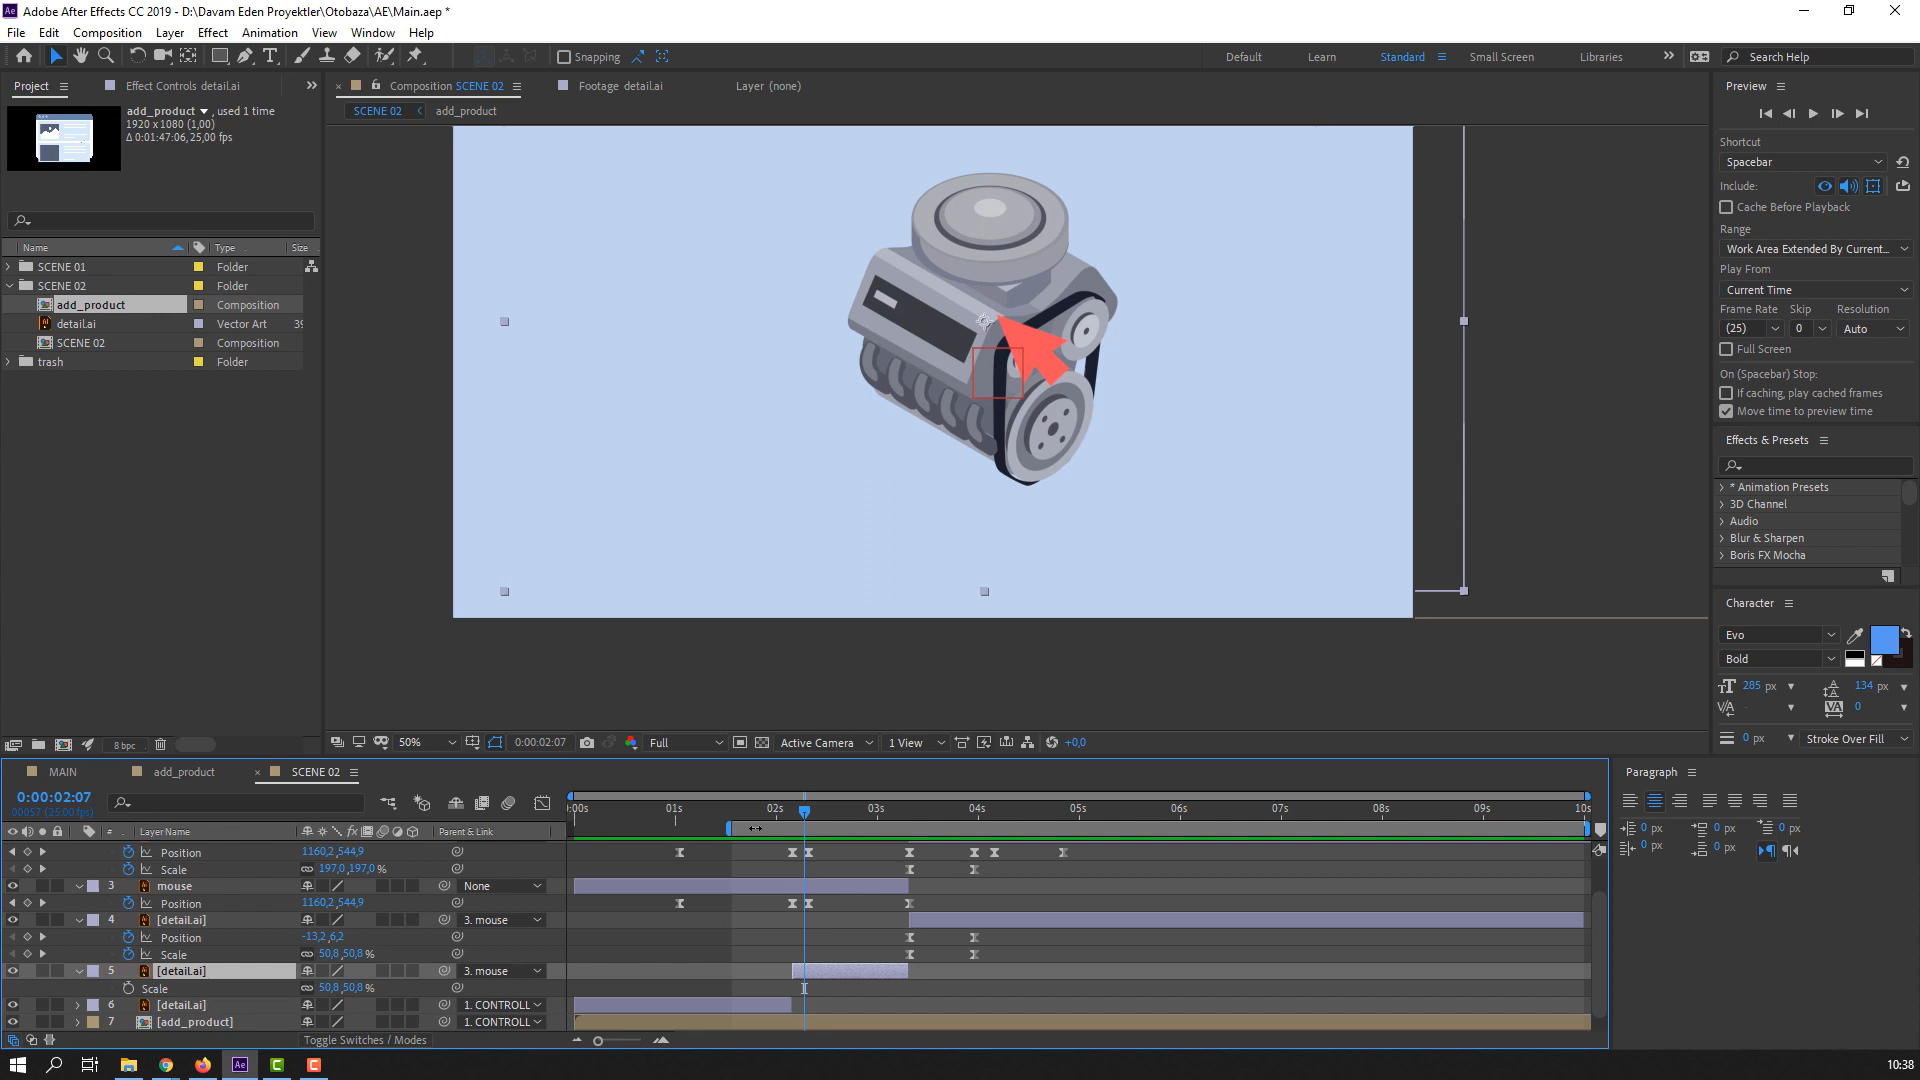 Adobe After Effects CC 2019 - D:\Davam Eden Proyektler\Otobaza\AE\Main.aep *
File Edit Composition Layer Effect Animation View Window Help
Snapping
Default Learn Standard Small Screen Libraries
Search Help
Project
Effect Controls detail.ai
Composition SCENE 02
Footage detail.ai
Layer (none)
Preview
SCENE 02
add_product
add_product , used 1 time
1920 x 1080 (1,00)
Δ 0:01:47:06, 25,00 fps
Shortcut
Spacebar
Include:
Cache Before Playback
Range
Work Area Extended By Current...
Play From
Current Time
Frame Rate Skip Resolution
(25) 0 Auto
Full Screen
On (Spacebar) Stop:
If caching, play cached frames
Move time to preview time
Name Type Size
SCENE 01 Folder
SCENE 02 Folder
add_product Composition
detail.ai Vector Art 39
SCENE 02 Composition
trash Folder
Effects & Presets
* Animation Presets
3D Channel
Audio
Blur & Sharpen
Boris FX Mocha
Character
Evo
Bold
285 px 134 px
0
0 px Stroke Over Fill
8 bpc
50% 0:00:02:07 Full Active Camera 1 View +0,0
MAIN
add_product
SCENE 02
Paragraph
0 px 0 px 0 px
0 px 0 px
0:00:02:07
00057 (25.00 fps)
:00s 01s 02s 03s 04s 05s 06s 07s 08s 09s 10s
# Layer Name Parent & Link
Position 1160,2 ,544,9
Scale 197,0 ,197,0 %
3 mouse None
Position 1160,2 ,544,9
4 [detail.ai] 3. mouse
Position -13,2 ,6,2
Scale 50,8 ,50,8 %
5 [detail.ai] 3. mouse
Scale 50,8 ,50,8 %
6 [detail.ai] 1. CONTROLL
7 [add_product] 1. CONTROLL
Toggle Switches / Modes
10:38